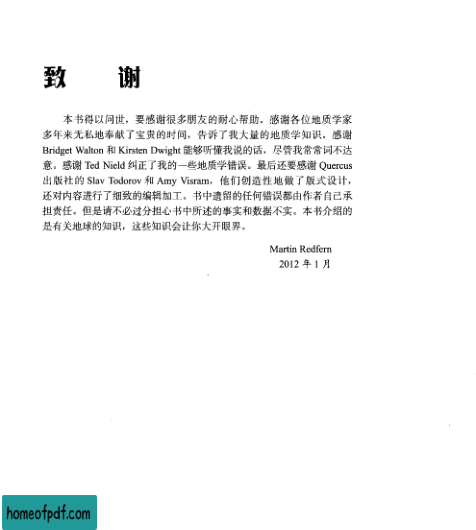 致 谢
本书得以问世，要感谢很多朋友的耐心帮助。感谢各位地质学家
多年来无私地奉献了宝贵的时间，告诉了我大量的地质学知识。感谢
Bridget Walton 和 Kirsten Dwight 能够听懂我说的话，尽管我常常词不达
意。感谢 Ted Nield 纠正了我的一些地质学错误。最后还要感谢 Quercus
出版社的 Slav Todorov 和 Amy Visram，他们创造性地做了版式设计，
还对内容进行了细致的编辑加工。书中遗留的任何错误都由作者自己承
担责任。但是请不必过分担心书中所述的事实和数据不实。本书介绍的
是有关地球的知识，这些知识会让你大开眼界。
Martin Redfern
2012 年 1 月
homeofpdf.com